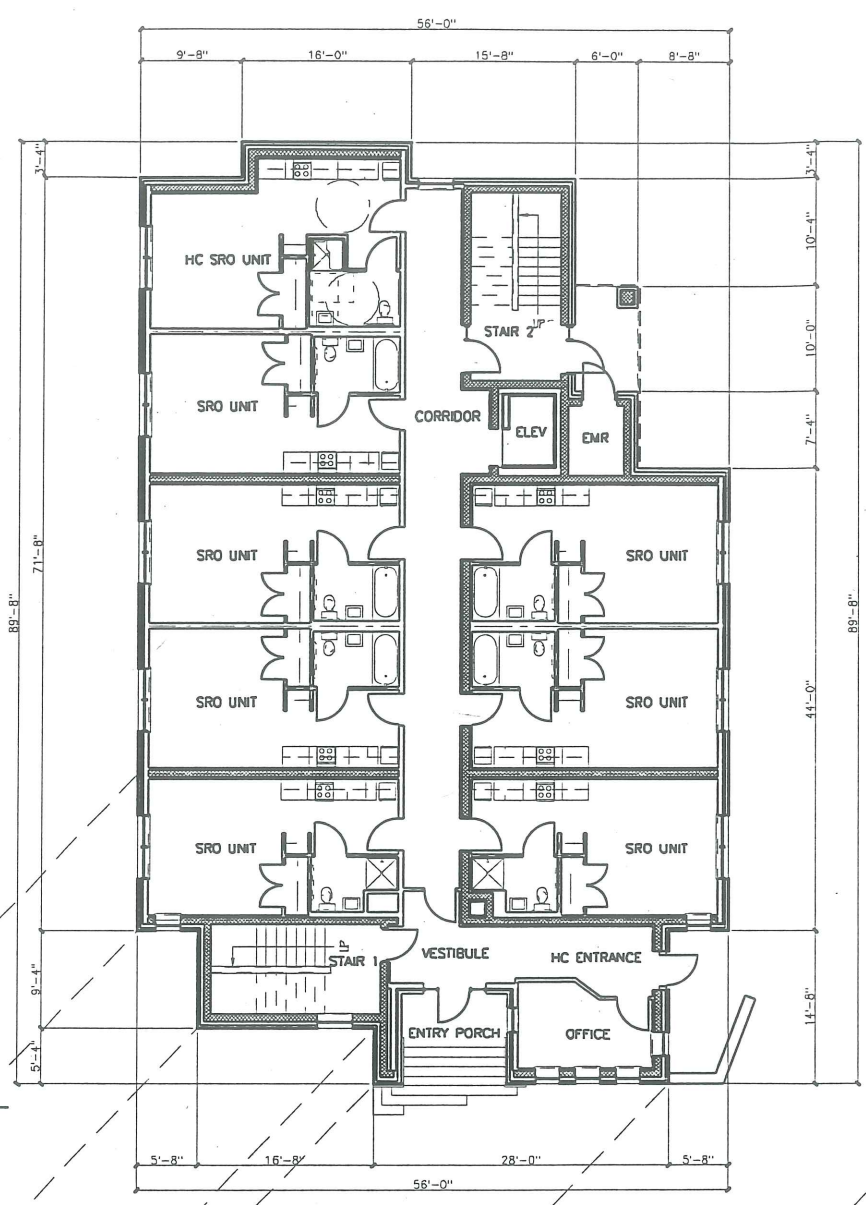 56'-0"
9'-8"
16'-0"
15'-8"
6'-0"
8'-8"
3'-4"
3'-4"
HC SRO UNIT
10'-4"
STAIR 2
UP
10'-0"
SRO UNIT
CORRIDOR
ELEV
EMR
7'-4"
71'-8"
SRO UNIT
SRO UNIT
89'-8"
89'-8"
SRO UNIT
SRO UNIT
44'-0"
SRO UNIT
SRO UNIT
UP
STAIR 1
VESTIBULE
HC ENTRANCE
9'-4"
14'-8"
ENTRY PORCH
OFFICE
5'-4"
5'-8"
16'-8"
28'-0"
5'-8"
56'-0"